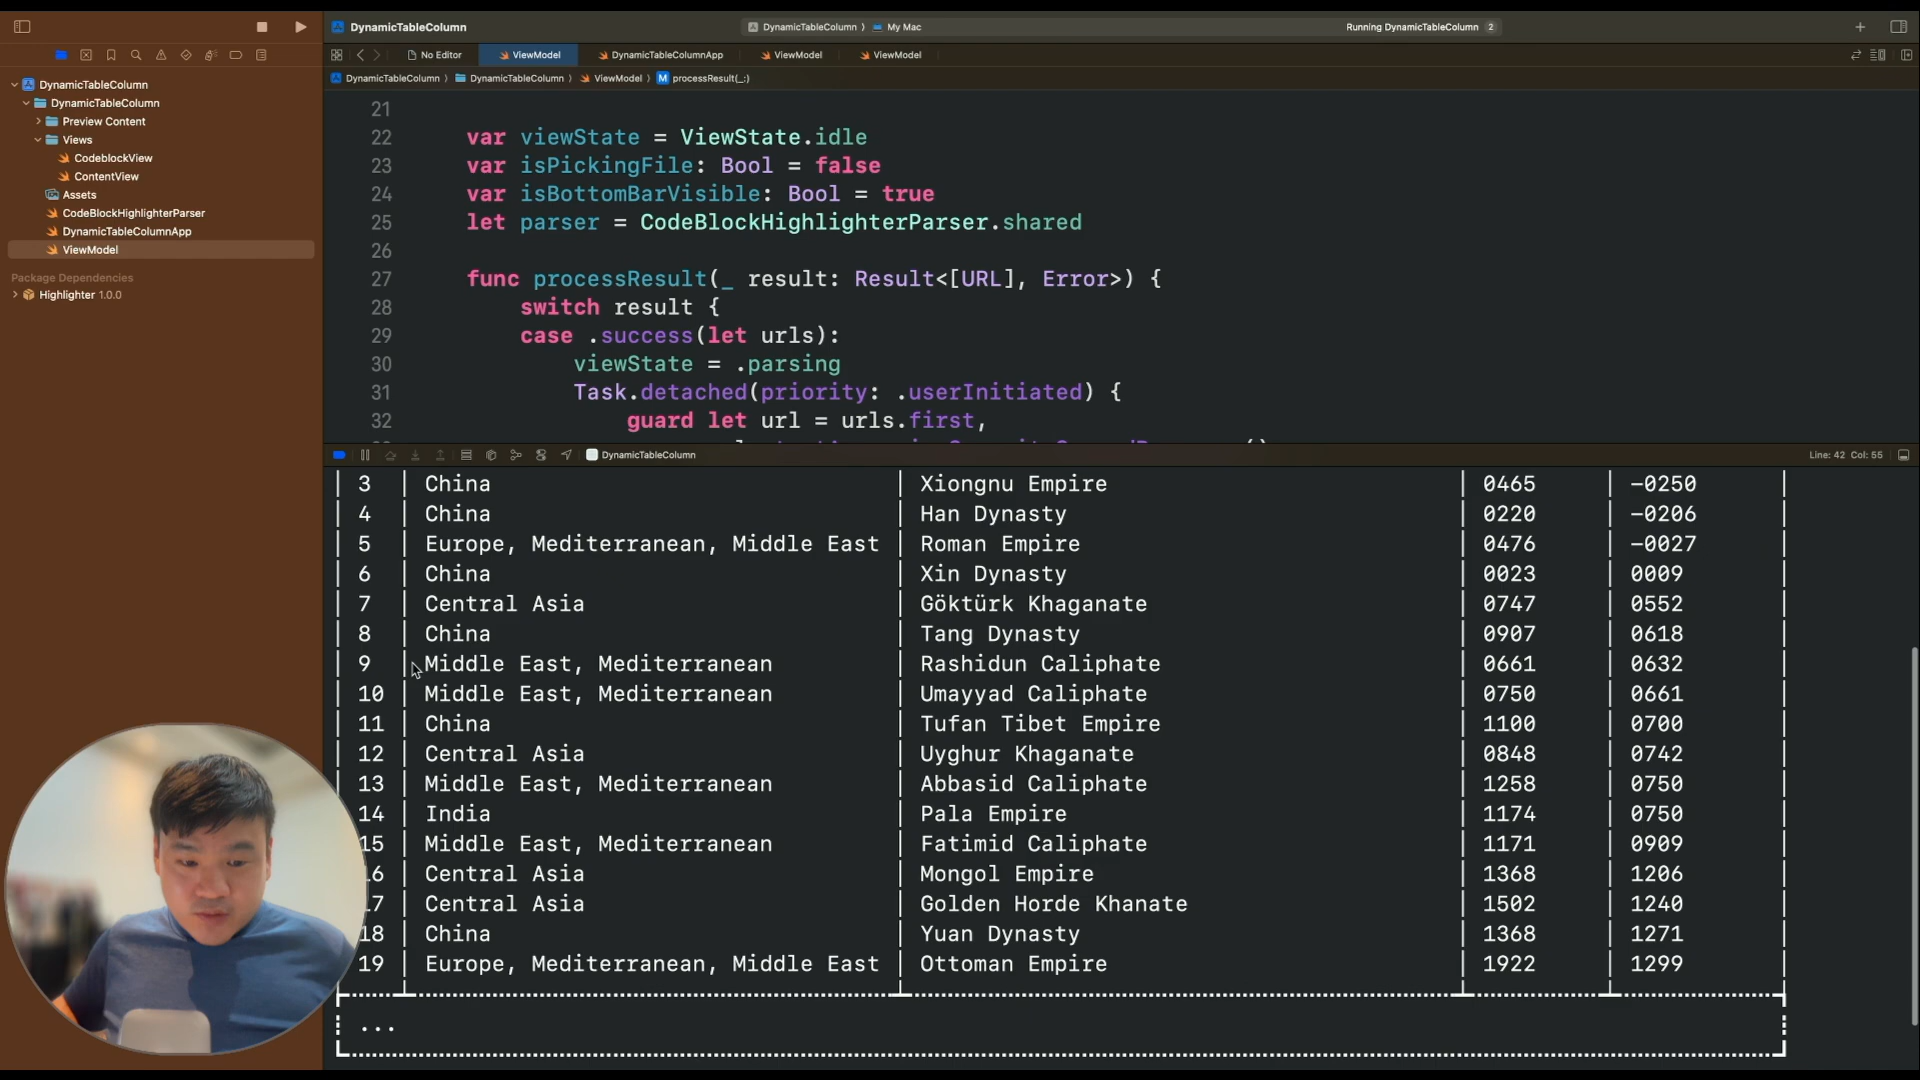 DynamicTableColumn
DynamicTableColumn
My Mac
Running DynamicTableColumn
2
No Editor
ViewModel
DynamicTableColumnApp
ViewModel
ViewModel
DynamicTableColumn
DynamicTableColumn
ViewModel
M
processResult(_:)
DynamicTableColumn
DynamicTableColumn
Preview Content
Views
CodeblockView
ContentView
Assets
CodeBlockHighlighterParser
DynamicTableColumnApp
ViewModel
Package Dependencies
Highlighter 1.0.0
21
22 var viewState = ViewState.idle
23 var isPickingFile: Bool = false
24 var isBottomBarVisible: Bool = true
25 let parser = CodeBlockHighlighterParser.shared
26
27 func processResult(_ result: Result<[URL], Error>) {
28 switch result {
29 case .success(let urls):
30 viewState = .parsing
31 Task.detached(priority: .userInitiated) {
32 guard let url = urls.first,
DynamicTableColumn
Line: 42 Col: 55
| 3 | China | Xiongnu Empire | 0465 | -0250 |
| 4 | China | Han Dynasty | 0220 | -0206 |
| 5 | Europe, Mediterranean, Middle East | Roman Empire | 0476 | -0027 |
| 6 | China | Xin Dynasty | 0023 | 0009 |
| 7 | Central Asia | Göktürk Khaganate | 0747 | 0552 |
| 8 | China | Tang Dynasty | 0907 | 0618 |
| 9 | Middle East, Mediterranean | Rashidun Caliphate | 0661 | 0632 |
| 10 | Middle East, Mediterranean | Umayyad Caliphate | 0750 | 0661 |
| 11 | China | Tufan Tibet Empire | 1100 | 0700 |
| 12 | Central Asia | Uyghur Khaganate | 0848 | 0742 |
| 13 | Middle East, Mediterranean | Abbasid Caliphate | 1258 | 0750 |
| 14 | India | Pala Empire | 1174 | 0750 |
15 | Middle East, Mediterranean | Fatimid Caliphate | 1171 | 0909 |
16 | Central Asia | Mongol Empire | 1368 | 1206 |
17 | Central Asia | Golden Horde Khanate | 1502 | 1240 |
18 | China | Yuan Dynasty | 1368 | 1271 |
19 | Europe, Mediterranean, Middle East | Ottoman Empire | 1922 | 1299 |
...